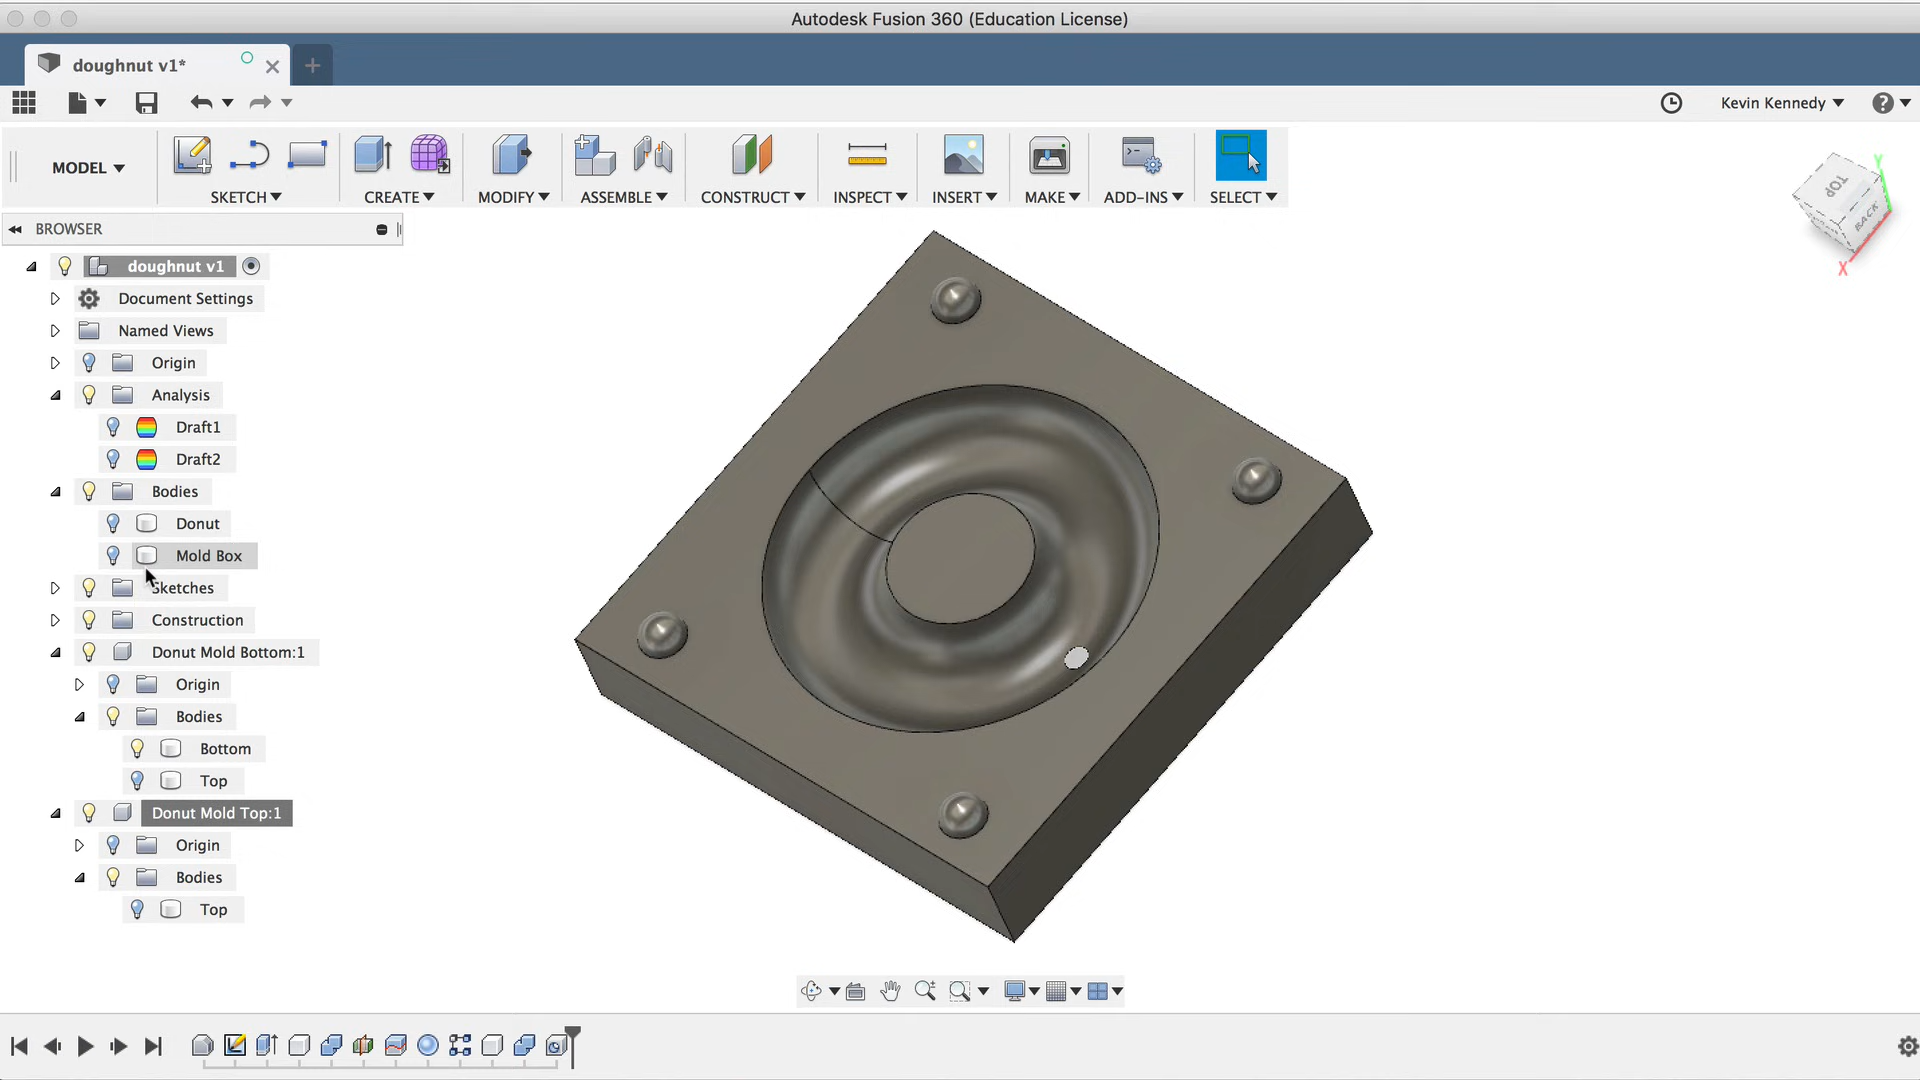 Autodesk Fusion 360 (Education License)
doughnut v1*
Kevin Kennedy
MODEL
SKETCH
CREATE
MODIFY
ASSEMBLE
CONSTRUCT
INSPECT
INSERT
MAKE
ADD-INS
SELECT
BROWSER
TOP
BACK
Y
X
doughnut v1
Document Settings
Named Views
Origin
Analysis
Draft1
Draft2
Bodies
Donut
Mold Box
Sketches
Construction
Donut Mold Bottom:1
Origin
Bodies
Bottom
Top
Donut Mold Top:1
Origin
Bodies
Top